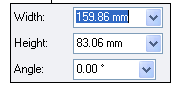 Width: 159.86 mm
Height: 83.06 mm
Angle: 0.00 °